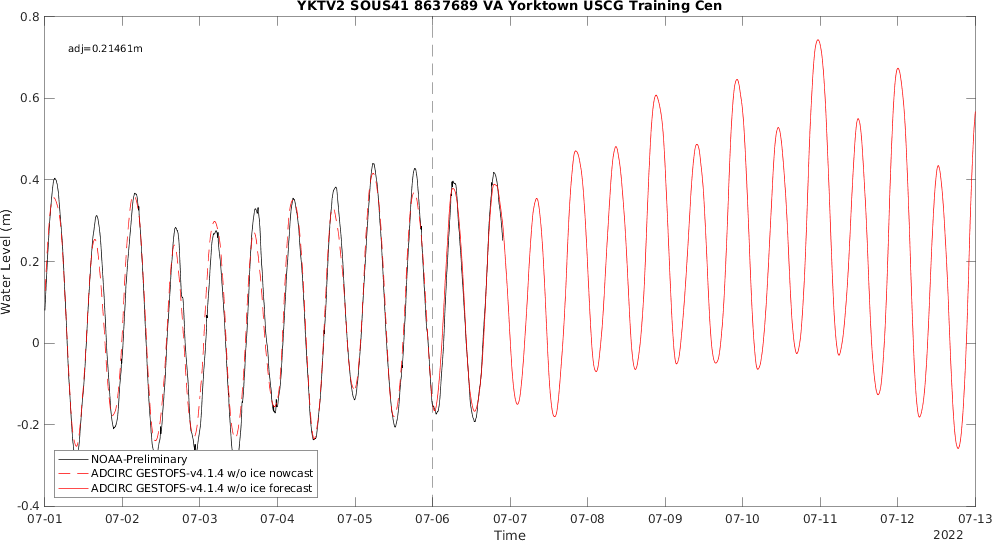 YKTV2 SOUS41 8637689 VA Yorktown USCG Training Cen
adj=0.21461m
Water Level (m)
0.8
0.6
0.4
0.2
0
-0.2
-0.4
NOAA-Preliminary
ADCIRC GESTOFS-v4.1.4 w/o ice nowcast
ADCIRC GESTOFS-v4.1.4 w/o ice forecast
07-01 07-02 07-03 07-04 07-05 07-06 07-07 07-08 07-09 07-10 07-11 07-12 07-13
Time
2022